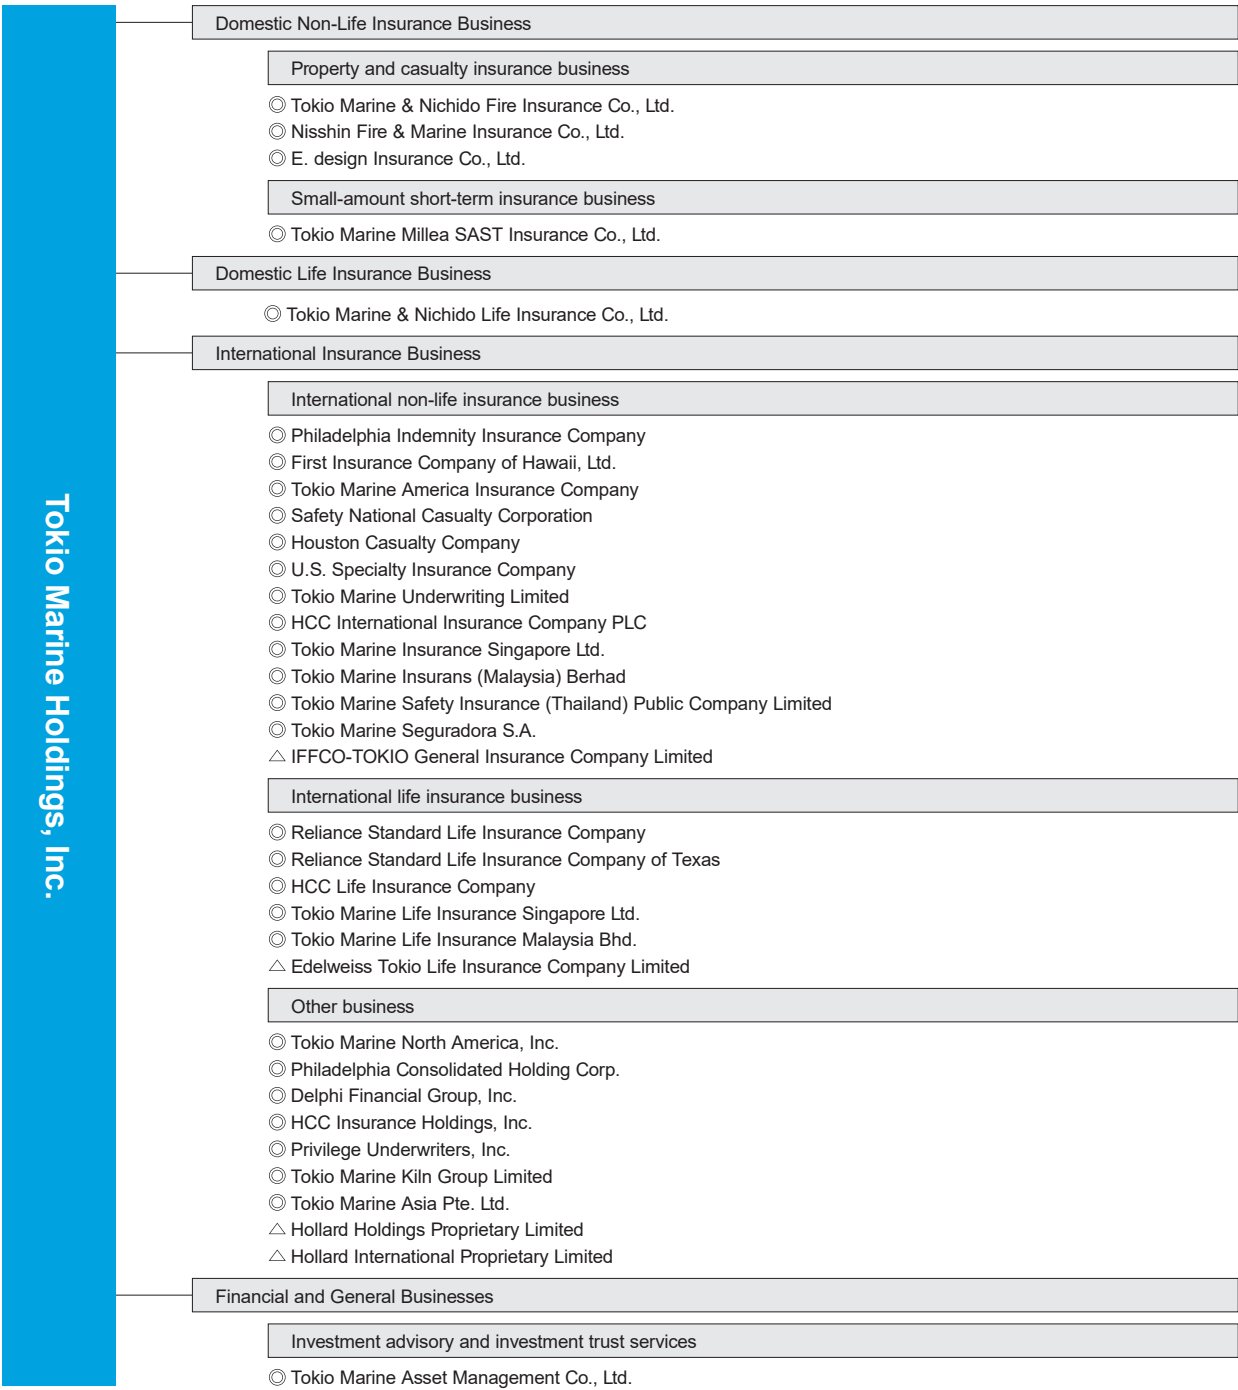 Tokio Marine Holdings, Inc.
Domestic Non-Life Insurance Business
Property and casualty insurance business
◎ Tokio Marine & Nichido Fire Insurance Co., Ltd.
◎ Nisshin Fire & Marine Insurance Co., Ltd.
◎ E. design Insurance Co., Ltd.
Small-amount short-term insurance business
◎ Tokio Marine Millea SAST Insurance Co., Ltd.
Domestic Life Insurance Business
◎ Tokio Marine & Nichido Life Insurance Co., Ltd.
International Insurance Business
International non-life insurance business
◎ Philadelphia Indemnity Insurance Company
◎ First Insurance Company of Hawaii, Ltd.
◎ Tokio Marine America Insurance Company
◎ Safety National Casualty Corporation
◎ Houston Casualty Company
◎ U.S. Specialty Insurance Company
◎ Tokio Marine Underwriting Limited
◎ HCC International Insurance Company PLC
◎ Tokio Marine Insurance Singapore Ltd.
◎ Tokio Marine Insurans (Malaysia) Berhad
◎ Tokio Marine Safety Insurance (Thailand) Public Company Limited
◎ Tokio Marine Seguradora S.A.
△ IFFCO-TOKIO General Insurance Company Limited
International life insurance business
◎ Reliance Standard Life Insurance Company
◎ Reliance Standard Life Insurance Company of Texas
◎ HCC Life Insurance Company
◎ Tokio Marine Life Insurance Singapore Ltd.
◎ Tokio Marine Life Insurance Malaysia Bhd.
△ Edelweiss Tokio Life Insurance Company Limited
Other business
◎ Tokio Marine North America, Inc.
◎ Philadelphia Consolidated Holding Corp.
◎ Delphi Financial Group, Inc.
◎ HCC Insurance Holdings, Inc.
◎ Privilege Underwriters, Inc.
◎ Tokio Marine Kiln Group Limited
◎ Tokio Marine Asia Pte. Ltd.
△ Hollard Holdings Proprietary Limited
△ Hollard International Proprietary Limited
Financial and General Businesses
Investment advisory and investment trust services
◎ Tokio Marine Asset Management Co., Ltd.